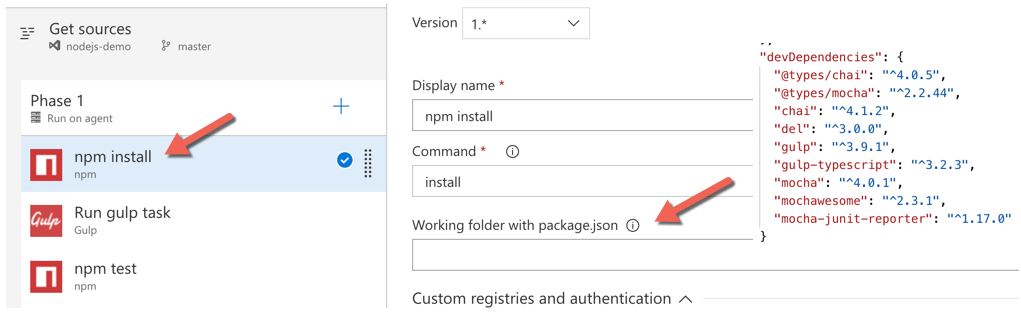 Get sources
nodejs-demo master
Phase 1
Run on agent
npm install
npm
Gulp
Run gulp task
Gulp
npm test
npm
Version 1.*
Display name *
npm install
Command *
install
Working folder with package.json
Custom registries and authentication
"devDependencies": {
"@types/chai": "^4.0.5",
"@types/mocha": "^2.2.44",
"chai": "^4.1.2",
"del": "^3.0.0",
"gulp": "^3.9.1",
"gulp-typescript": "^3.2.3",
"mocha": "^4.0.1",
"mochawesome": "^2.3.1",
"mocha-junit-reporter": "^1.17.0"
}